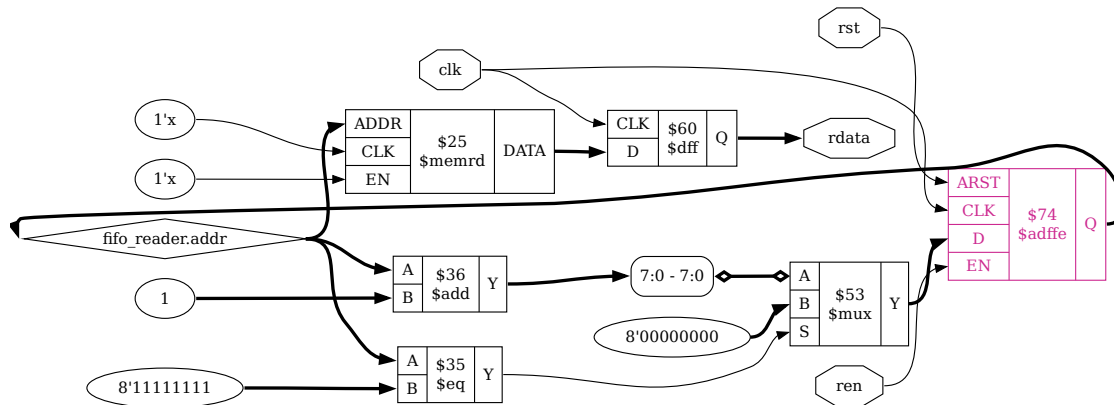 rst
clk
1'x
ADDR
CLK
EN
$25
$memrd
DATA
CLK
D
$60
$dff
Q
rdata
1'x
ARST
CLK
D
EN
$74
$adffe
Q
fifo_reader.addr
A
B
$36
$add
Y
7:0 - 7:0
A
B
S
$53
$mux
Y
1
8'00000000
A
B
$35
$eq
Y
8'11111111
ren